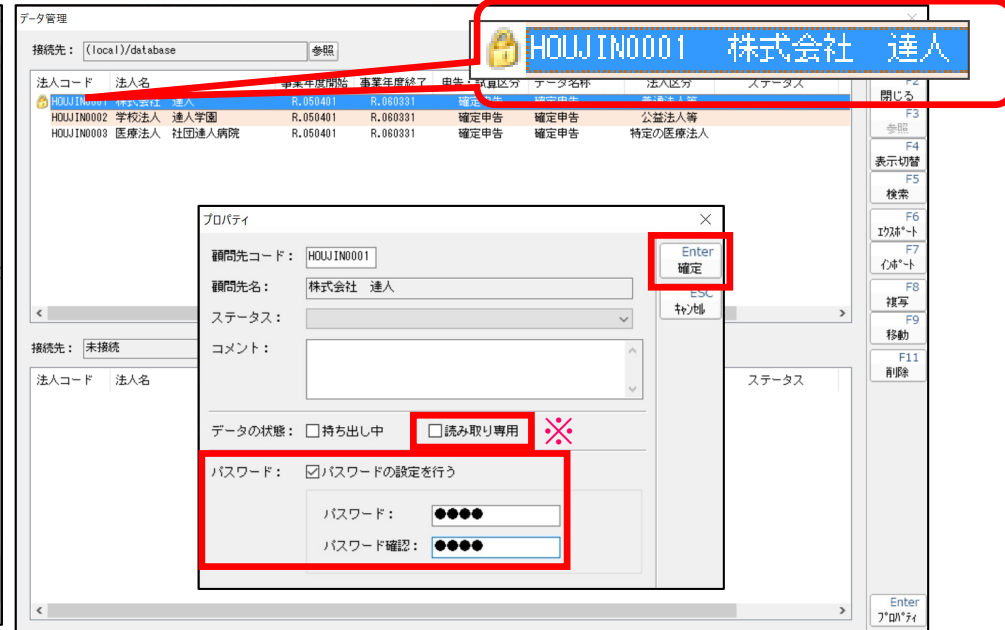 データ管理
HOUJIN0001 株式会社 達人
接続先： (local)/database 参照
法人コード 法人名 事業年度開始 事業年度終了 申告・試算区分 データ名称 法人区分 ステータス
HOUJIN0001 株式会社 達人 R.050401 R.060331 確定申告 確定申告 普通法人等
HOUJIN0002 学校法人 達人学園 R.050401 R.060331 確定申告 確定申告 公益法人等
HOUJIN0003 医療法人 社団達人病院 R.050401 R.060331 確定申告 確定申告 特定の医療法人
F2
閉じる
F3
参照
F4
表示切替
F5
検索
F6
ｴｸｽﾎﾟｰﾄ
F7
ｲﾝﾎﾟｰﾄ
F8
複写
F9
移動
F11
削除
プロパティ
顧問先コード： HOUJIN0001
Enter
確定
顧問先名： 株式会社 達人
ESC
ｷｬﾝｾﾙ
ステータス：
コメント：
データの状態： 持ち出し中 読み取り専用 ※
パスワード： パスワードの設定を行う
パスワード： ●●●●
パスワード確認： ●●●●
接続先： 未接続
法人コード 法人名 ステータス
Enter
ﾌﾟﾛﾊﾟﾃｨ